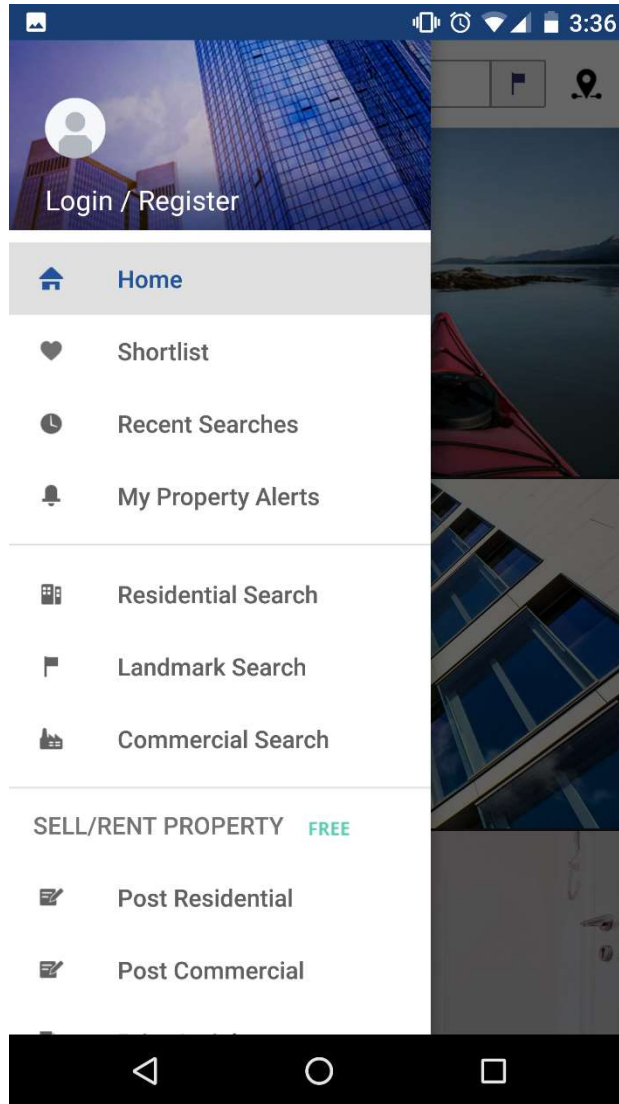 3:36
Login / Register
Home
Shortlist
Recent Searches
My Property Alerts
Residential Search
Landmark Search
Commercial Search
SELL/RENT PROPERTY FREE
Post Residential
Post Commercial